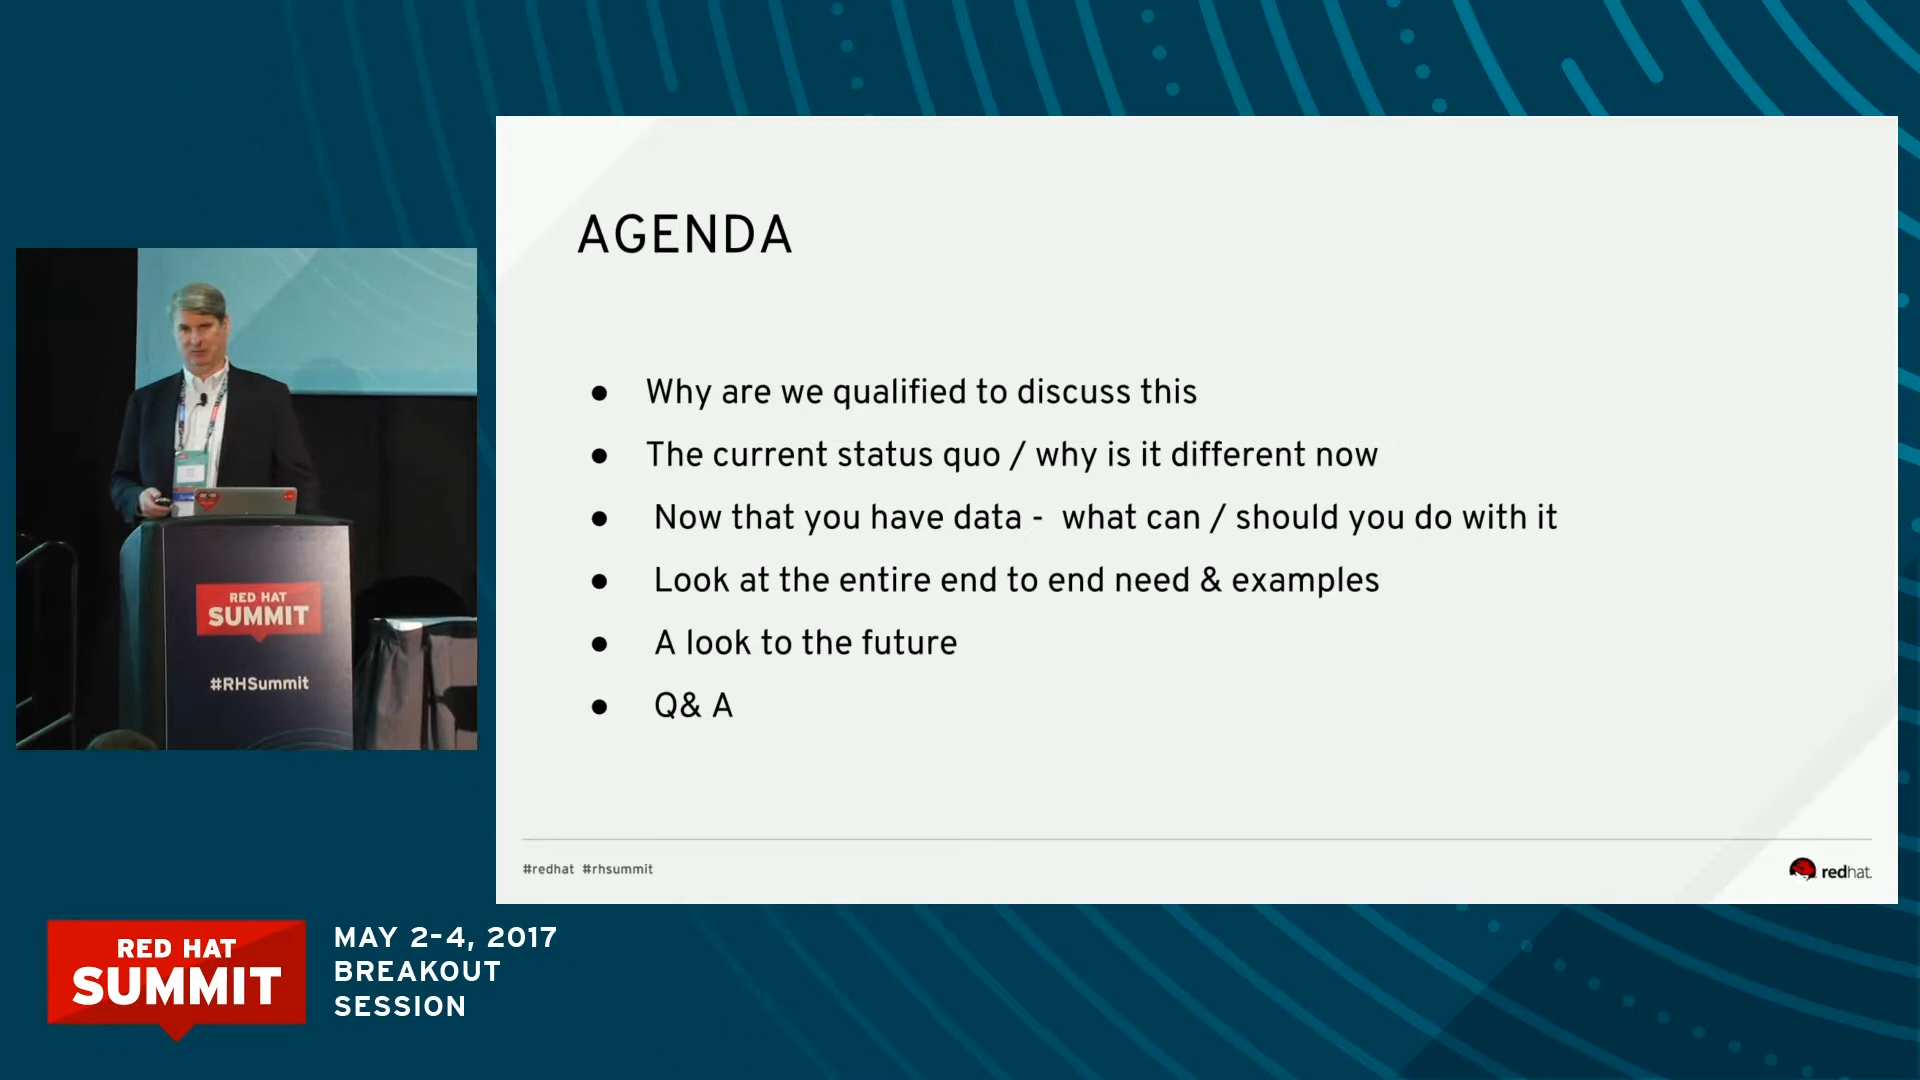 AGENDA
● Why are we qualified to discuss this
● The current status quo / why is it different now
● Now that you have data - what can / should you do with it
● Look at the entire end to end need & examples
● A look to the future
● Q& A
#redhat #rhsummit
redhat.
RED HAT
SUMMIT
#RHSummit
RED HAT
SUMMIT
MAY 2-4, 2017
BREAKOUT
SESSION